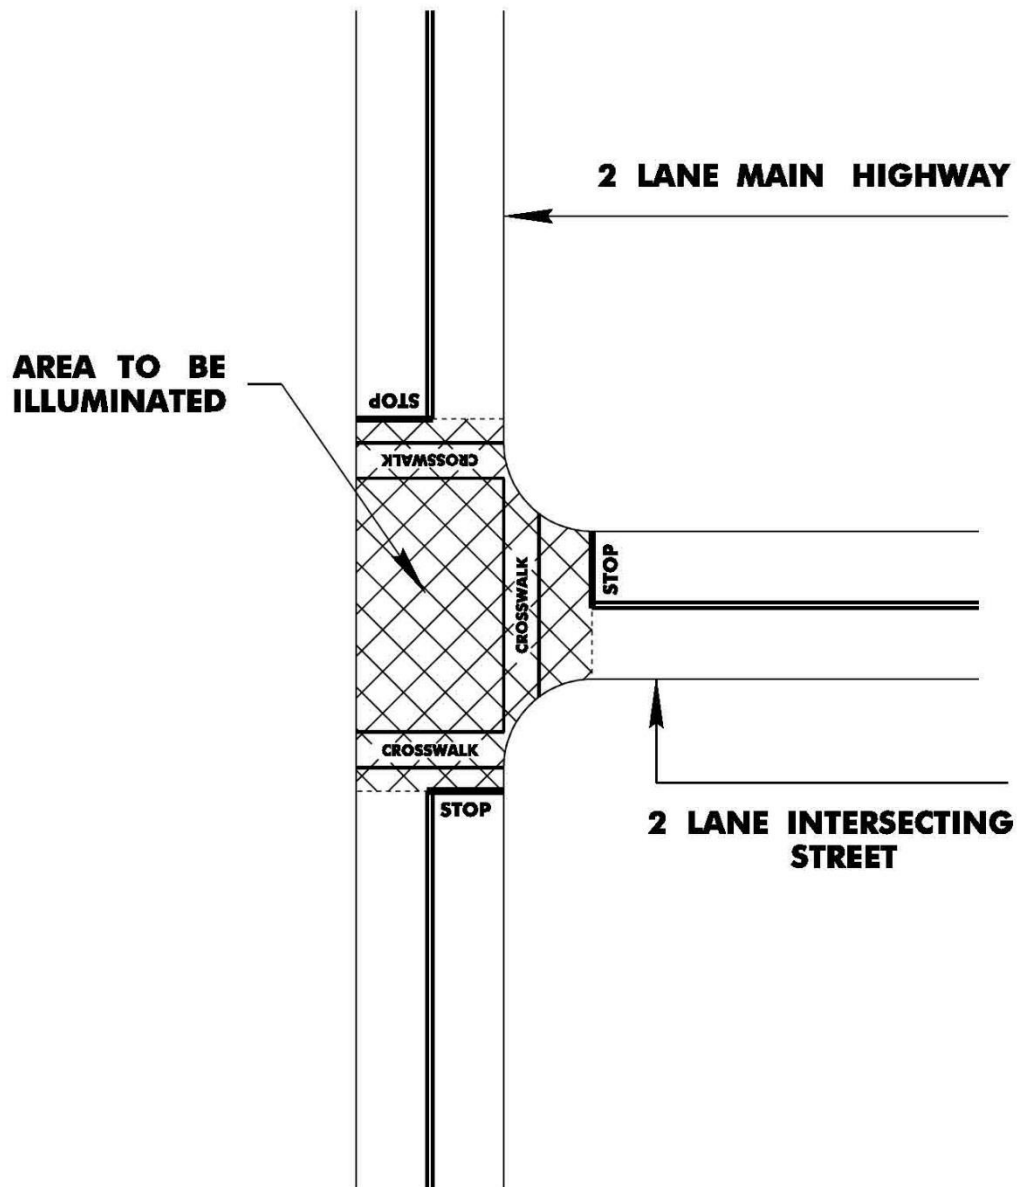 2 LANE MAIN HIGHWAY
AREA TO BE
ILLUMINATED
STOP
CROSSWALK
STOP
CROSSWALK
CROSSWALK
STOP
2 LANE INTERSECTING
STREET